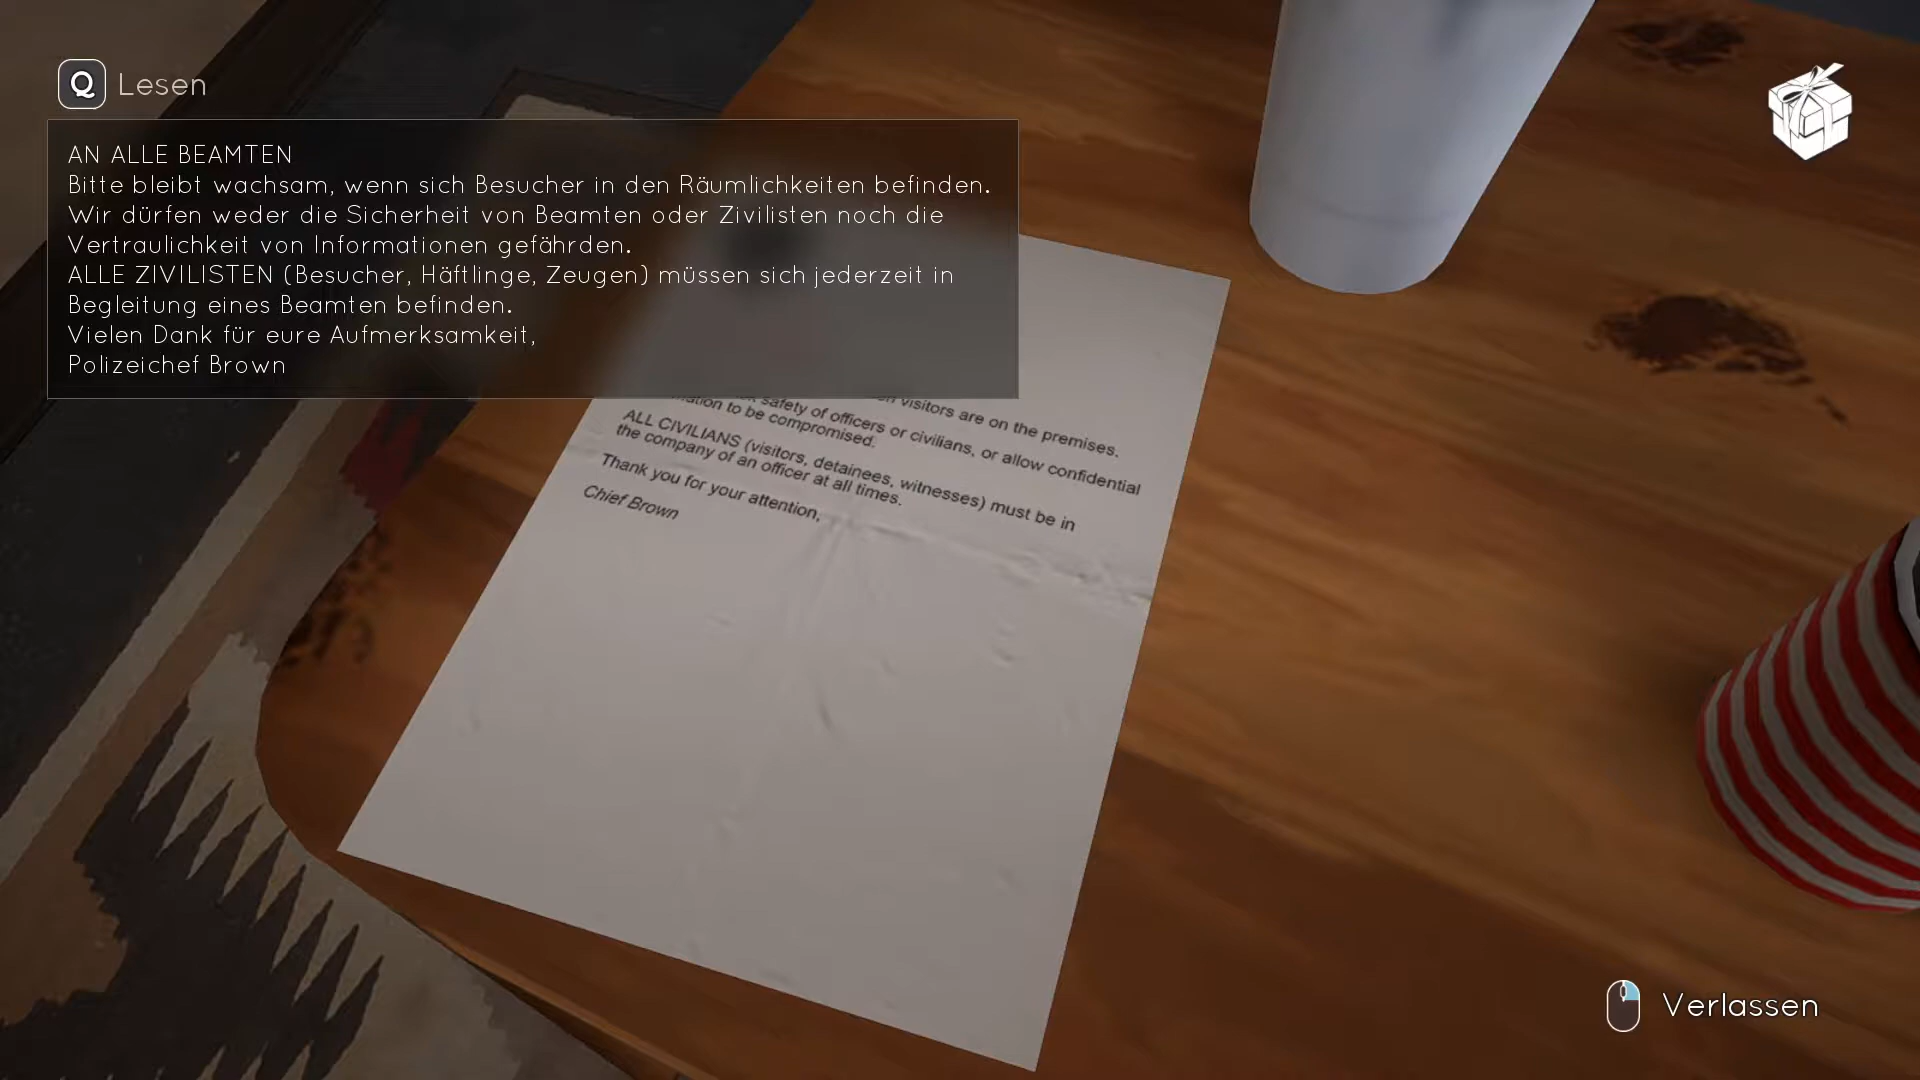 Q Lesen
AN ALLE BEAMTEN
Bitte bleibt wachsam, wenn sich Besucher in den Räumlichkeiten befinden.
Wir dürfen weder die Sicherheit von Beamten oder Zivilisten noch die
Vertraulichkeit von Informationen gefährden.
ALLE ZIVILISTEN (Besucher, Häftlinge, Zeugen) müssen sich jederzeit in
Begleitung eines Beamten befinden.
Vielen Dank für eure Aufmerksamkeit,
Polizeichef Brown
visitors are on the premises.
safety of officers or civilians, or allow confidential
to be compromised.
ALL CIVILIANS (visitors, detainees, witnesses) must be in
the company of an officer at all times.
Thank you for your attention,
Chief Brown
Verlassen